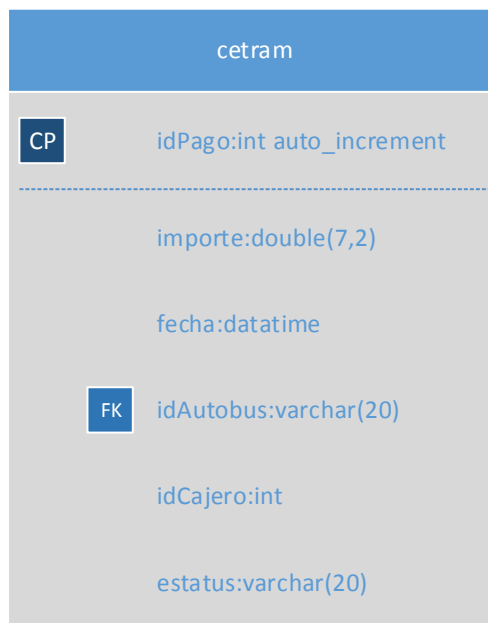 cetram
CP idPago:int auto_increment
importe:double(7,2)
fecha:datatime
FK idAutobus:varchar(20)
idCajero:int
estatus:varchar(20)